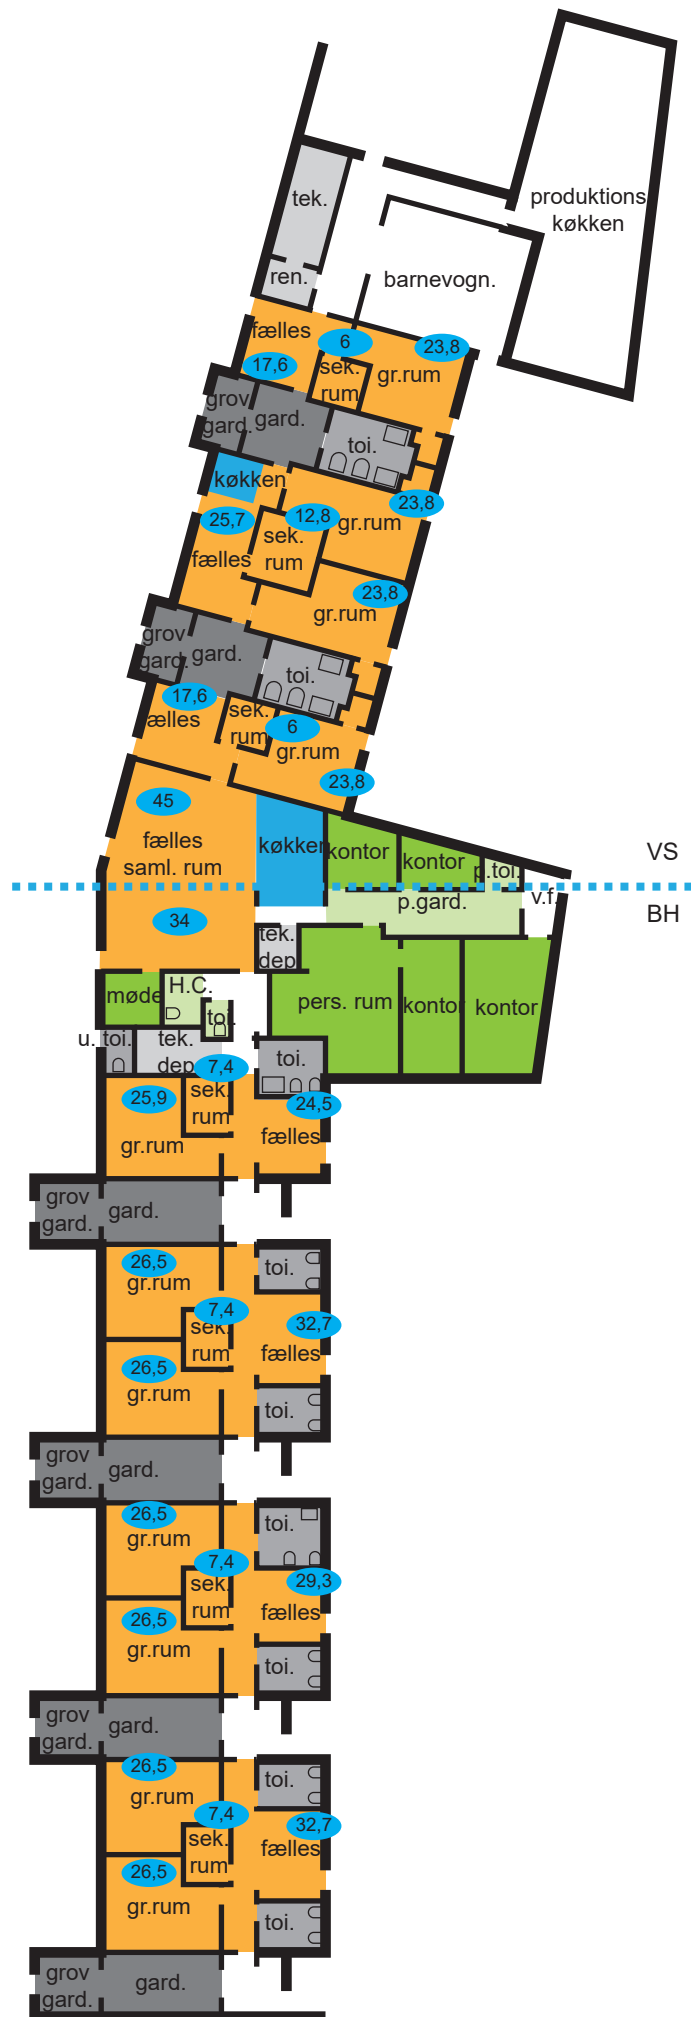 produktions
køkken
tek.
ren.
barnevogn.
fælles
6
23,8
17,6
sek.
rum
gr.rum
grov
gard.
gard.
toi.
køkken
23,8
25,7
12,8
gr.rum
sek.
rum
fælles
23,8
gr.rum
grov
gard.
gard.
toi.
17,6
ælles
sek.
rum
6
gr.rum
23,8
45
fælles
saml. rum
køkken
kontor
kontor
p.toi.
VS
p.gard.
v.f.
BH
34
tek.
dep
møde
H.C.
toi.
pers. rum
kontor
kontor
u. toi.
tek.
dep
toi.
7,4
25,9
sek.
rum
24,5
gr.rum
fælles
grov
gard.
gard.
26,5
gr.rum
toi.
7,4
sek.
rum
32,7
fælles
26,5
gr.rum
toi.
grov
gard.
gard.
26,5
gr.rum
toi.
7,4
sek.
rum
29,3
fælles
26,5
gr.rum
toi.
grov
gard.
gard.
26,5
gr.rum
toi.
7,4
sek.
rum
32,7
fælles
26,5
gr.rum
toi.
grov
gard.
gard.